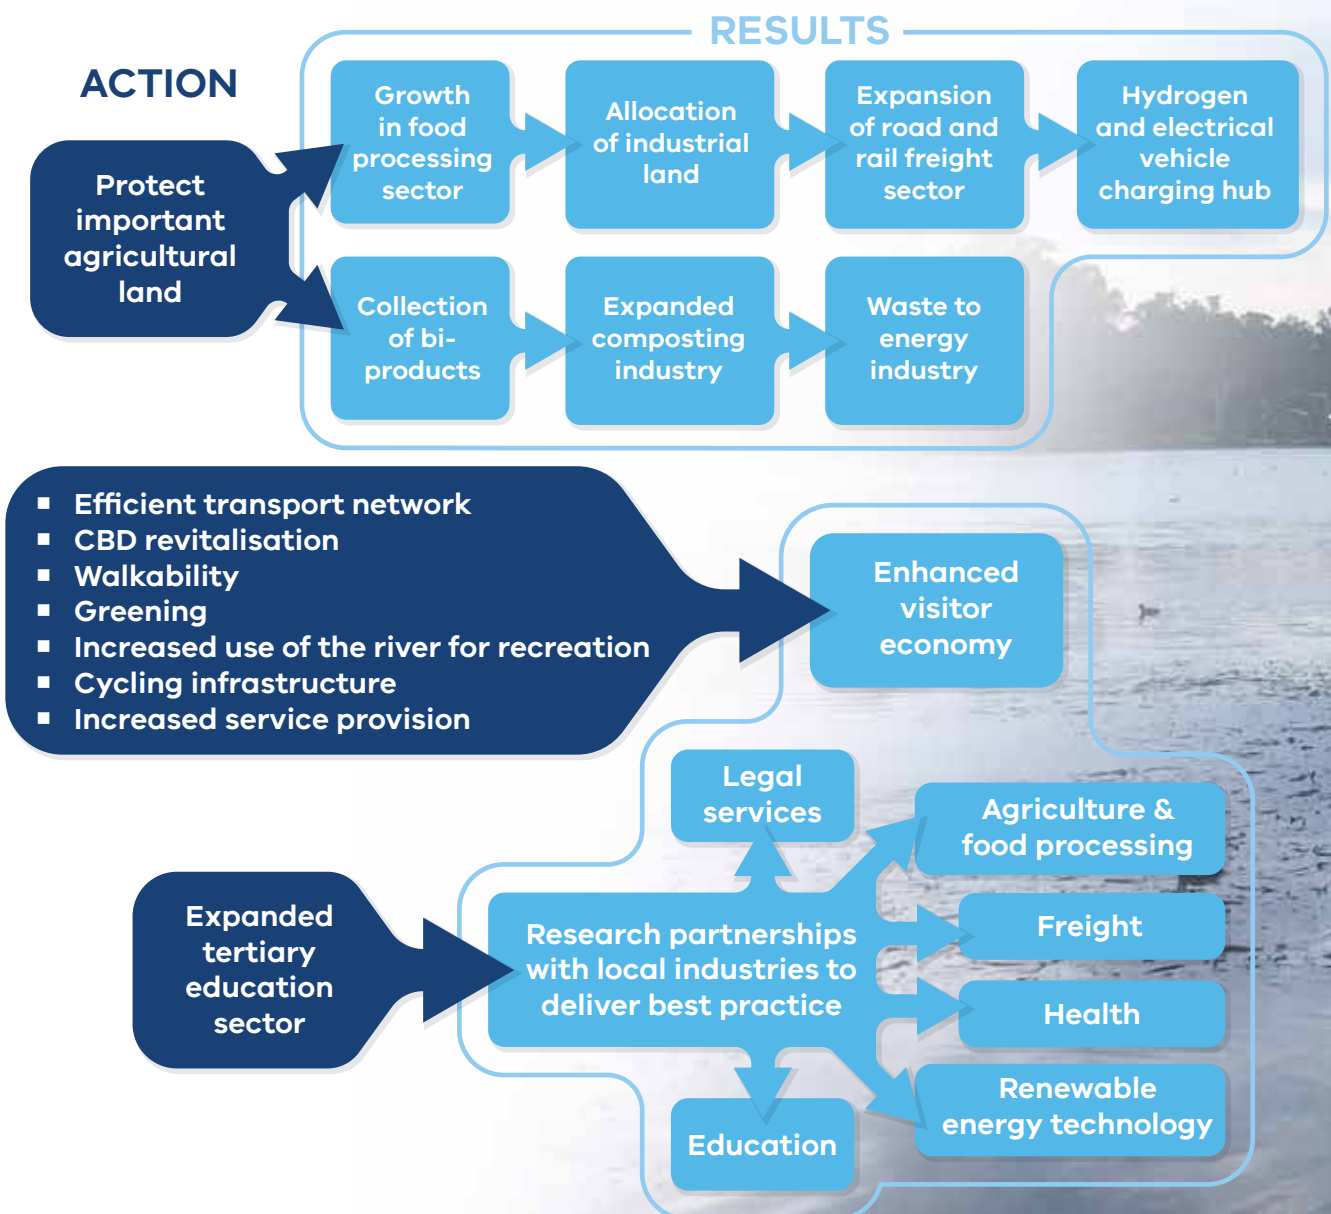 RESULTS
ACTION
Protect
important
agricultural
land
Growth
in food
processing
sector
Allocation
of industrial
land
Expansion
of road and
rail freight
sector
Hydrogen
and electrical
vehicle
charging hub
Collection
of bi-
products
Expanded
composting
industry
Waste to
energy
industry
▪ Efficient transport network
▪ CBD revitalisation
▪ Walkability
▪ Greening
▪ Increased use of the river for recreation
▪ Cycling infrastructure
▪ Increased service provision
Enhanced
visitor
economy
Expanded
tertiary
education
sector
Research partnerships
with local industries to
deliver best practice
Legal
services
Agriculture &
food processing
Freight
Health
Renewable
energy technology
Education